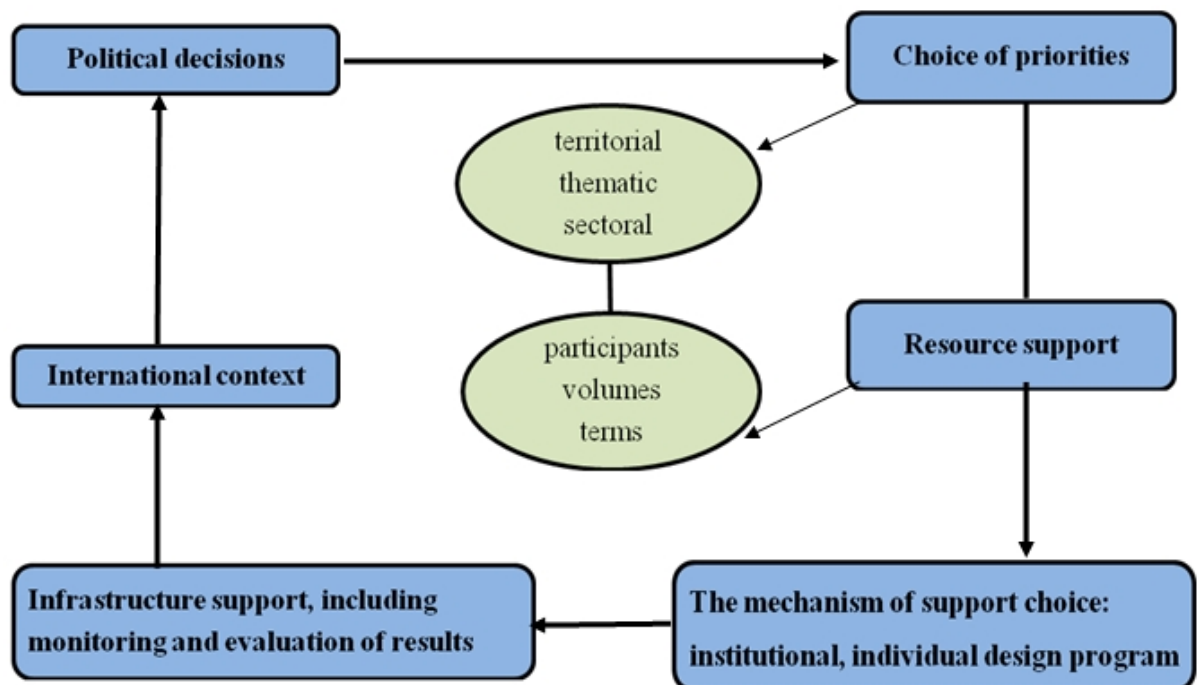 Political decisions
Choice of priorities
territorial
thematic
sectoral
participants
volumes
terms
Resource support
International context
Infrastructure support, including
monitoring and evaluation of results
The mechanism of support choice:
institutional, individual design program